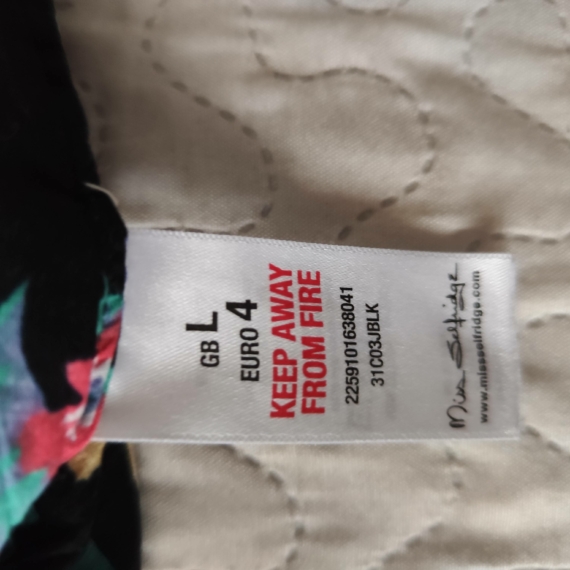 GB L
EURO 4
KEEP AWAY
FROM FIRE
2259101638041
31C03JBLK
Miss Selfridge
www.missselfridge.com